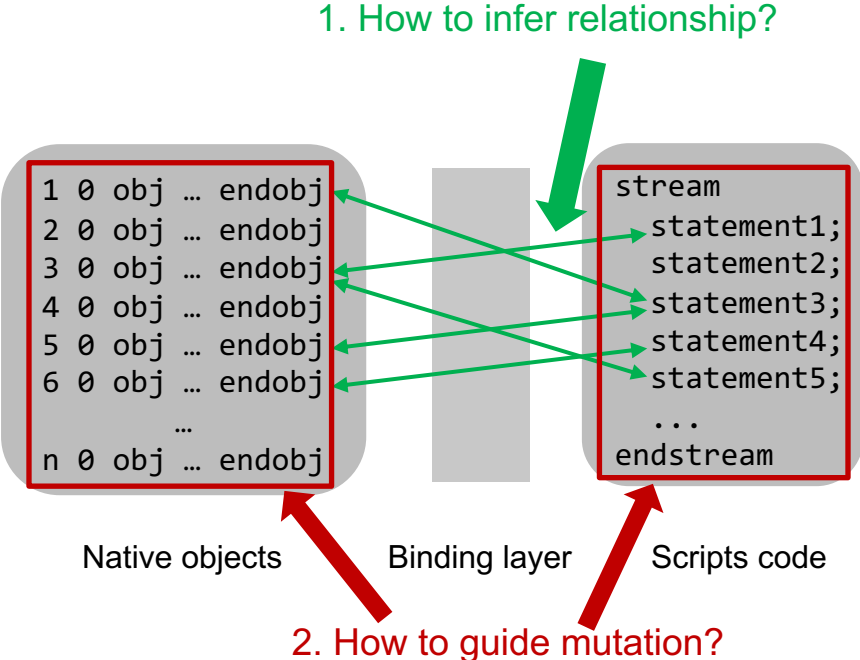 1. How to infer relationship?
1 0 obj … endobj
2 0 obj … endobj
3 0 obj … endobj
4 0 obj … endobj
5 0 obj … endobj
6 0 obj … endobj
…
n 0 obj … endobj
stream
statement1;
statement2;
statement3;
statement4;
statement5;
...
endstream
Native objects
Binding layer
Scripts code
2. How to guide mutation?